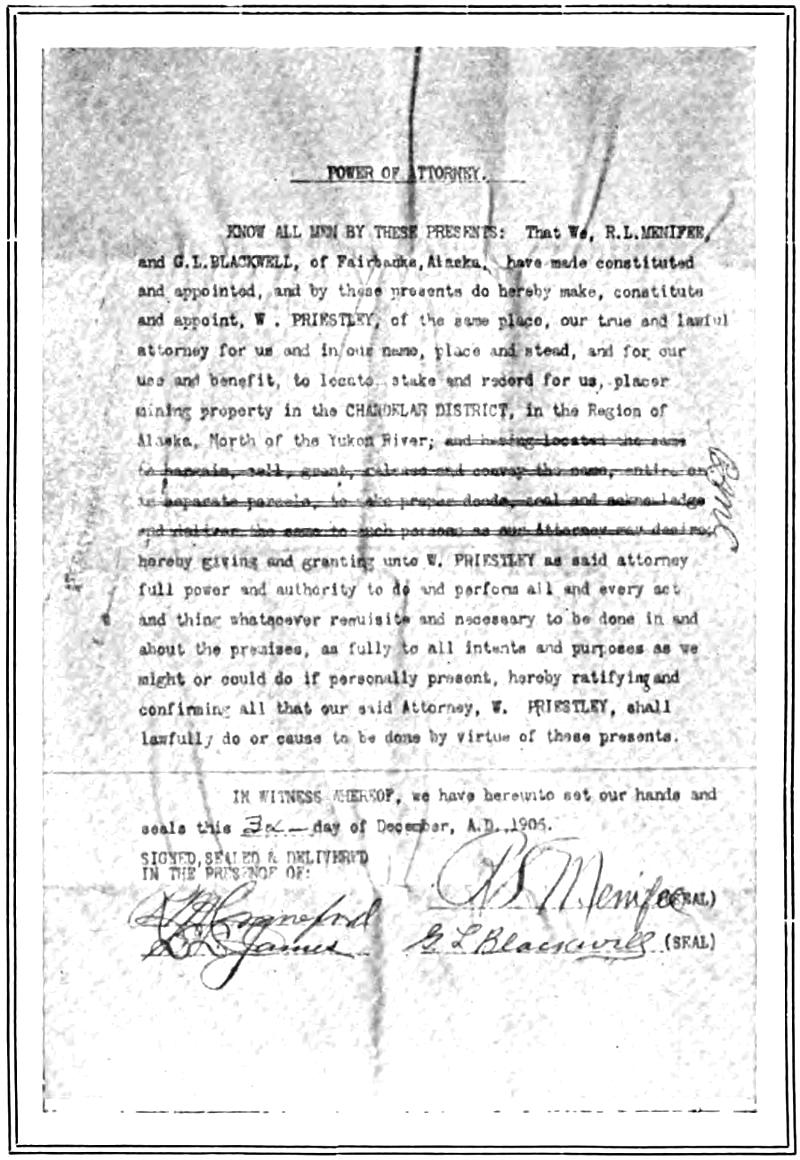 POWER OF ATTORNEY.
KNOW ALL MEN BY THESE PRESENTS: That We, R.L.MENIFEE,
and G.L.BLACKWELL, of Fairbanks,Alaska, have made constituted
and appointed, and by these presents do hereby make, constitute
and appoint, W . PRIESTLEY, of the same place, our true and lawful
attorney for us and in our name, place and stead, and for our
use and benefit, to locate, stake and record for us, placer
mining property in the CHANDELAR DISTRICT, in the Region of
Alaska, North of the Yukon River; and having located the same
to bargain, sell, grant, release and convey the same, entire or
in separate parcels, to make proper deeds, seal and acknowledge
and deliver the same to such person as our Attorney may desire;
hereby giving and granting unto W. PRIESTLEY as said attorney
full power and authority to do and perform all and every act
and thing whatsoever requisite and necessary to be done in and
about the premises, as fully to all intents and purposes as we
might or could do if personally present, hereby ratifying and
confirming all that our said Attorney, W. PRIESTLEY, shall
lawfully do or cause to be done by virtue of these presents.
IN WITNESS WHEREOF, we have hereunto set our hands and
seals this 3d day of December, A.D.,1906.
SIGNED,SEALED & DELIVERED
IN THE PRESENCE OF:
R L Menifee (SEAL)
Crawford
James
G L Blackwell (SEAL)